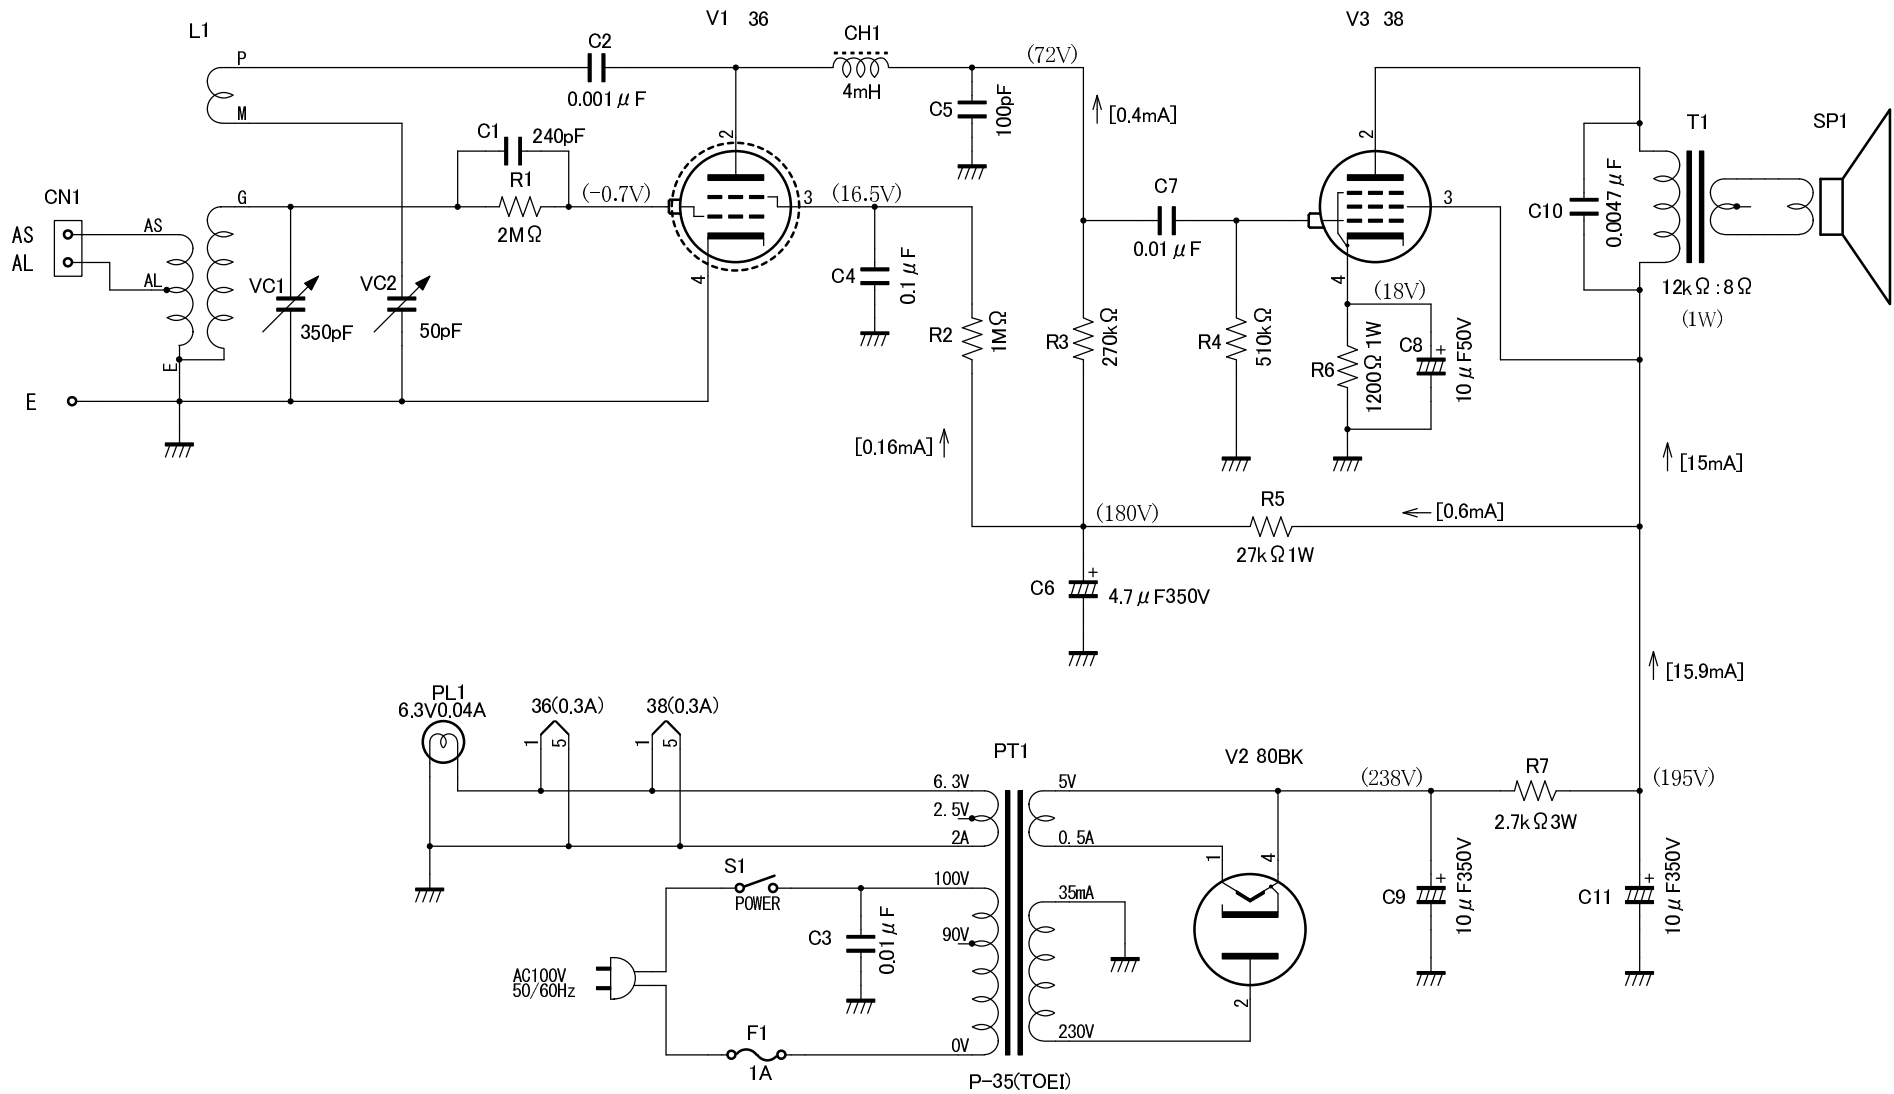 V1 36
V3 38
L1
C2
CH1
(72V)
P
0.001μF
4mH
C5
100pF
[0.4mA]
M
C1
240pF
2
2
T1
SP1
CN1
R1
(-0.7V)
3
(16.5V)
C7
3
C10
0.0047μF
G
2MΩ
0.01μF
AS
AS
AL
AL
VC1
350pF
VC2
50pF
4
C4
0.1μF
4
(18V)
12kΩ:8Ω
(1W)
R2
1MΩ
R3
270kΩ
R4
510kΩ
R6
1200Ω1W
C8
+
10μF50V
E
E
[0.16mA]
[15mA]
(180V)
R5
[0.6mA]
27kΩ1W
C6
+
4.7μF350V
[15.9mA]
PL1
6.3V0.04A
36(0.3A)
38(0.3A)
1
5
1
5
PT1
V2 80BK
6.3V
5V
(238V)
R7
(195V)
2.5V
2.7kΩ3W
2A
0.5A
1
4
S1
POWER
100V
35mA
C9
+
10μF350V
C11
+
10μF350V
C3
0.01μF
90V
AC100V
50/60Hz
2
F1
0V
230V
1A
P-35(TOEI)